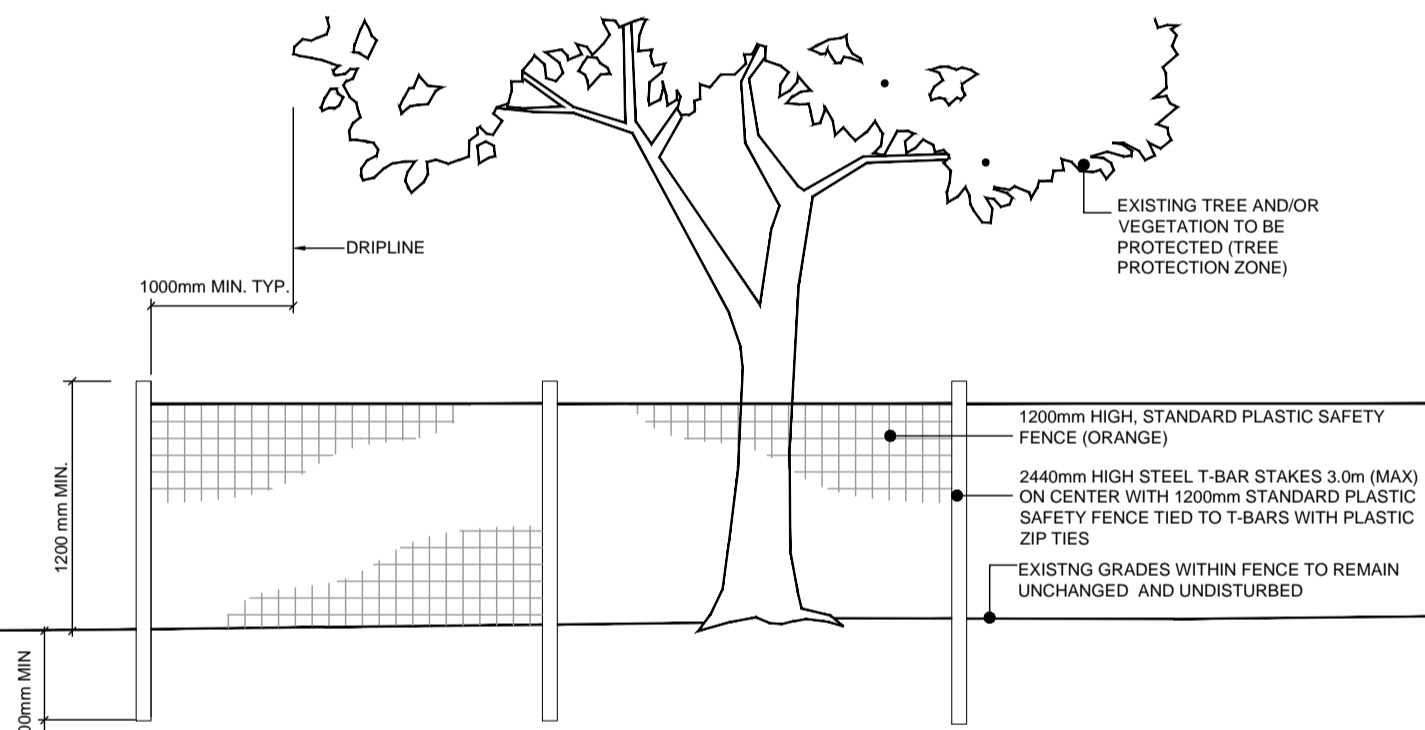 EXISTING TREE AND/OR
VEGETATION TO BE
PROTECTED (TREE
PROTECTION ZONE)
DRIPLINE
1000mm MIN. TYP.
1200 mm MIN.
1200mm HIGH, STANDARD PLASTIC SAFETY
FENCE (ORANGE)
2440mm HIGH STEEL T-BAR STAKES 3.0m (MAX)
ON CENTER WITH 1200mm STANDARD PLASTIC
SAFETY FENCE TIED TO T-BARS WITH PLASTIC
ZIP TIES
EXISTNG GRADES WITHIN FENCE TO REMAIN
UNCHANGED AND UNDISTURBED
MIN